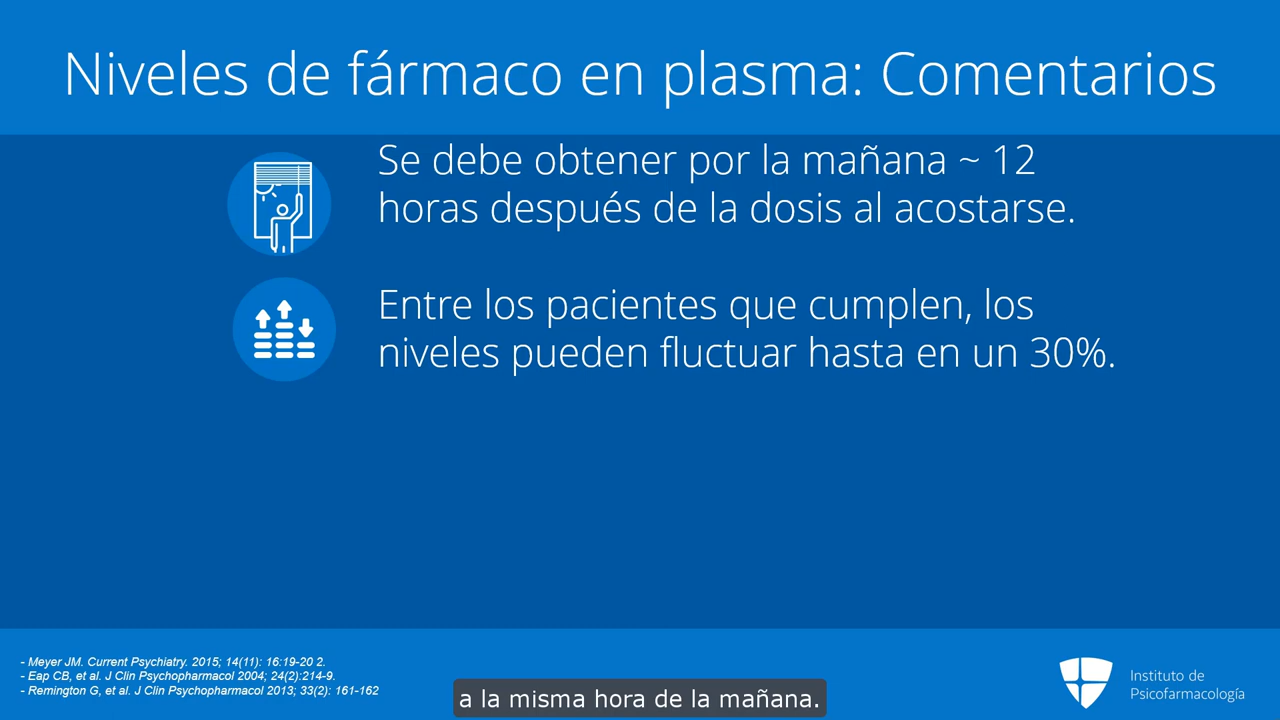 Niveles de fármaco en plasma: Comentarios
Se debe obtener por la mañana ~ 12
horas después de la dosis al acostarse.
Entre los pacientes que cumplen, los
niveles pueden fluctuar hasta en un 30%.
- Meyer JM. Current Psychiatry. 2015; 14(11): 16:19-20 2.
- Eap CB, et al. J Clin Psychopharmacol 2004; 24(2):214-9.
- Remington G, et al. J Clin Psychopharmacol 2013; 33(2): 161-162
a la misma hora de la mañana.
Instituto de
Psicofarmacología